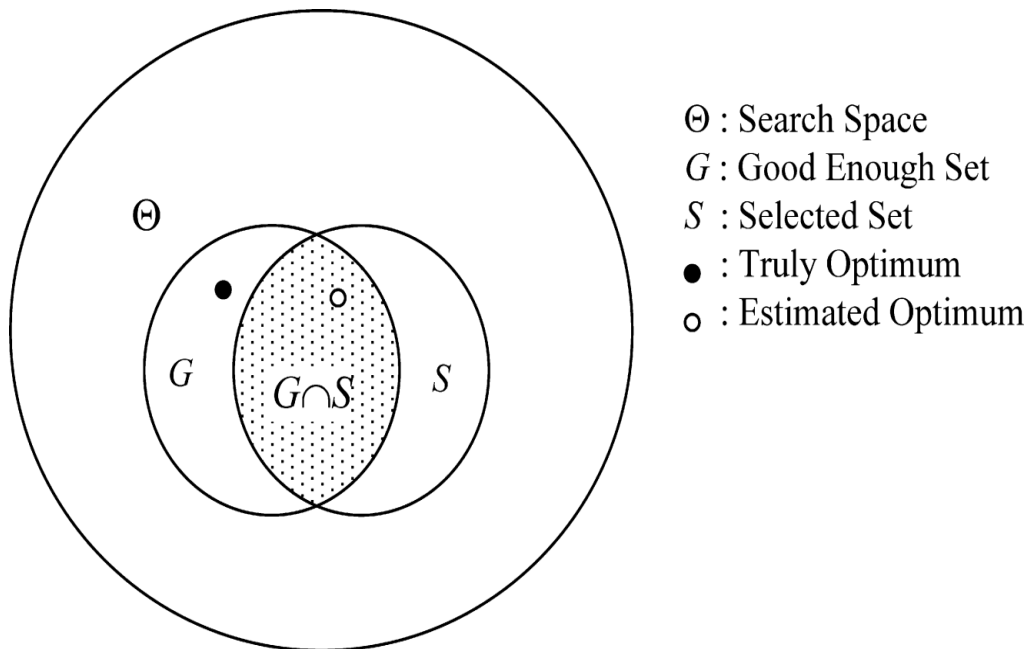 Θ
G
G∩S
S
Θ : Search Space
G : Good Enough Set
S : Selected Set
● : Truly Optimum
○ : Estimated Optimum